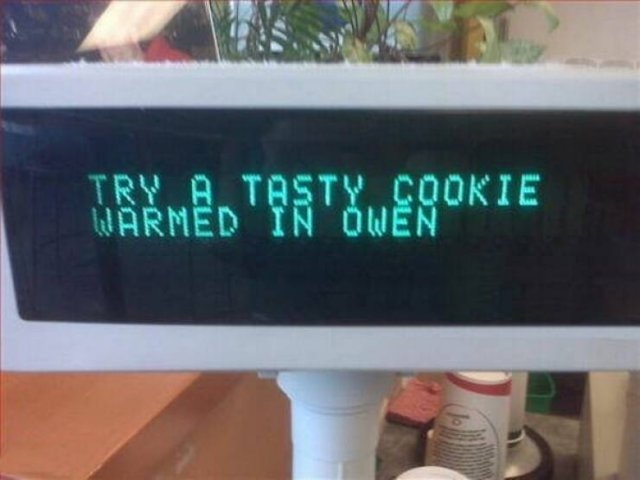 TRY A TASTY COOKIE
WARMED IN OWEN